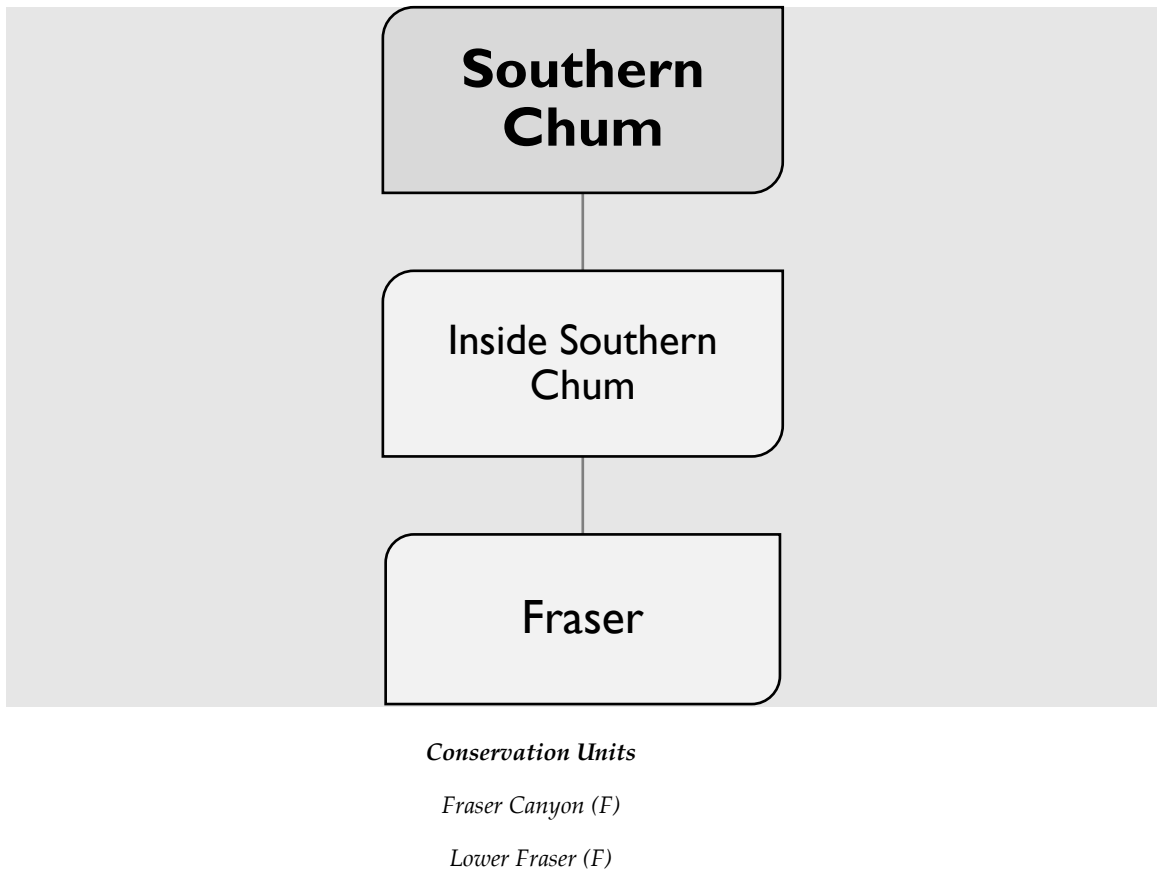 Southern
Chum
Inside Southern
Chum
Fraser
Conservation Units
Fraser Canyon (F)
Lower Fraser (F)